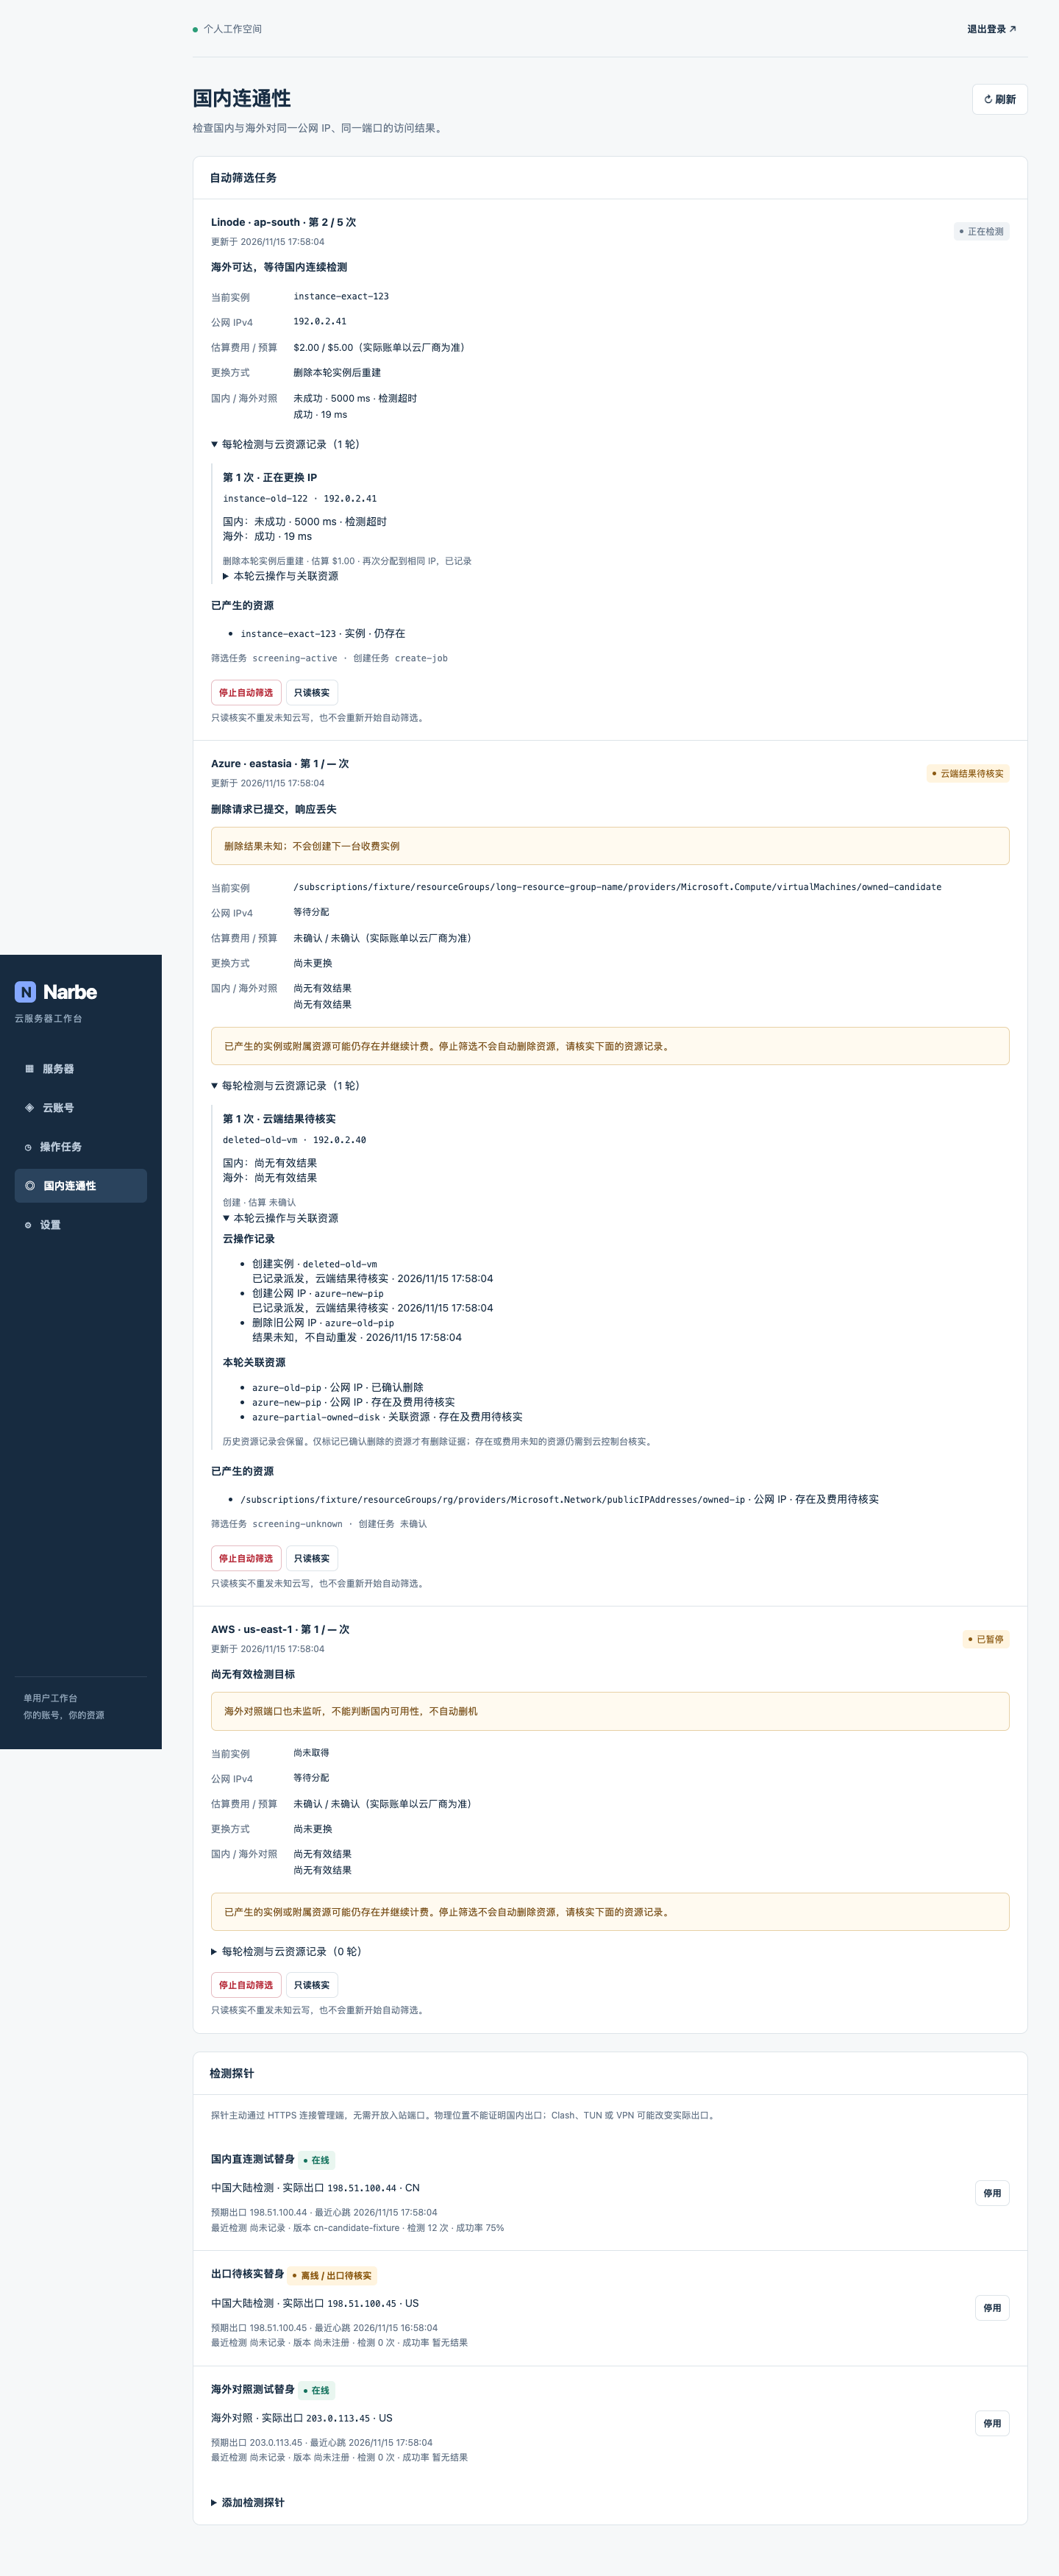 个人工作空间
退出登录 ↗
国内连通性
↻ 刷新
检查国内与海外对同一公网 IP、同一端口的访问结果。
自动筛选任务
Linode · ap-south · 第 2 / 5 次
正在检测
更新于 2026/11/15 17:58:04
海外可达，等待国内连续检测
当前实例 instance-exact-123
公网 IPv4 192.0.2.41
估算费用 / 预算 $2.00 / $5.00（实际账单以云厂商为准）
更换方式 删除本轮实例后重建
国内 / 海外对照 未成功 · 5000 ms · 检测超时
成功 · 19 ms
▼ 每轮检测与云资源记录（1 轮）
第 1 次 · 正在更换 IP
instance-old-122 · 192.0.2.41
国内：未成功 · 5000 ms · 检测超时
海外：成功 · 19 ms
删除本轮实例后重建 · 估算 $1.00 · 再次分配到相同 IP，已记录
▶ 本轮云操作与关联资源
已产生的资源
• instance-exact-123 · 实例 · 仍存在
筛选任务 screening-active · 创建任务 create-job
停止自动筛选 只读核实
只读核实不重发未知云写，也不会重新开始自动筛选。
Azure · eastasia · 第 1 / — 次
云端结果待核实
更新于 2026/11/15 17:58:04
删除请求已提交，响应丢失
删除结果未知；不会创建下一台收费实例
当前实例 /subscriptions/fixture/resourceGroups/long-resource-group-name/providers/Microsoft.Compute/virtualMachines/owned-candidate
公网 IPv4 等待分配
估算费用 / 预算 未确认 / 未确认（实际账单以云厂商为准）
更换方式 尚未更换
国内 / 海外对照 尚无有效结果
尚无有效结果
已产生的实例或附属资源可能仍存在并继续计费。停止筛选不会自动删除资源，请核实下面的资源记录。
▼ 每轮检测与云资源记录（1 轮）
第 1 次 · 云端结果待核实
deleted-old-vm · 192.0.2.40
国内：尚无有效结果
海外：尚无有效结果
创建 · 估算 未确认
▼ 本轮云操作与关联资源
云操作记录
• 创建实例 · deleted-old-vm
已记录派发，云端结果待核实 · 2026/11/15 17:58:04
• 创建公网 IP · azure-new-pip
已记录派发，云端结果待核实 · 2026/11/15 17:58:04
• 删除旧公网 IP · azure-old-pip
结果未知，不自动重发 · 2026/11/15 17:58:04
本轮关联资源
• azure-old-pip · 公网 IP · 已确认删除
• azure-new-pip · 公网 IP · 存在及费用待核实
• azure-partial-owned-disk · 关联资源 · 存在及费用待核实
历史资源记录会保留。仅标记已确认删除的资源才有删除证据；存在或费用未知的资源仍需到云控制台核实。
已产生的资源
• /subscriptions/fixture/resourceGroups/rg/providers/Microsoft.Network/publicIPAddresses/owned-ip · 公网 IP · 存在及费用待核实
筛选任务 screening-unknown · 创建任务 未确认
停止自动筛选 只读核实
只读核实不重发未知云写，也不会重新开始自动筛选。
AWS · us-east-1 · 第 1 / — 次
已暂停
更新于 2026/11/15 17:58:04
尚无有效检测目标
海外对照端口也未监听，不能判断国内可用性，不自动删机
当前实例 尚未取得
公网 IPv4 等待分配
估算费用 / 预算 未确认 / 未确认（实际账单以云厂商为准）
更换方式 尚未更换
国内 / 海外对照 尚无有效结果
尚无有效结果
已产生的实例或附属资源可能仍存在并继续计费。停止筛选不会自动删除资源，请核实下面的资源记录。
▶ 每轮检测与云资源记录（0 轮）
停止自动筛选 只读核实
只读核实不重发未知云写，也不会重新开始自动筛选。
检测探针
探针主动通过 HTTPS 连接管理端，无需开放入站端口。物理位置不能证明国内出口；Clash、TUN 或 VPN 可能改变实际出口。
国内直连测试替身 在线
中国大陆检测 · 实际出口 198.51.100.44 · CN
停用
预期出口 198.51.100.44 · 最近心跳 2026/11/15 17:58:04
最近检测 尚未记录 · 版本 cn-candidate-fixture · 检测 12 次 · 成功率 75%
出口待核实替身 离线 / 出口待核实
中国大陆检测 · 实际出口 198.51.100.45 · US
停用
预期出口 198.51.100.45 · 最近心跳 2026/11/15 16:58:04
最近检测 尚未记录 · 版本 尚未注册 · 检测 0 次 · 成功率 暂无结果
海外对照测试替身 在线
海外对照 · 实际出口 203.0.113.45 · US
停用
预期出口 203.0.113.45 · 最近心跳 2026/11/15 17:58:04
最近检测 尚未记录 · 版本 尚未注册 · 检测 0 次 · 成功率 暂无结果
▶ 添加检测探针
N Narbe
云服务器工作台
服务器
云账号
操作任务
国内连通性
设置
单用户工作台
你的账号，你的资源